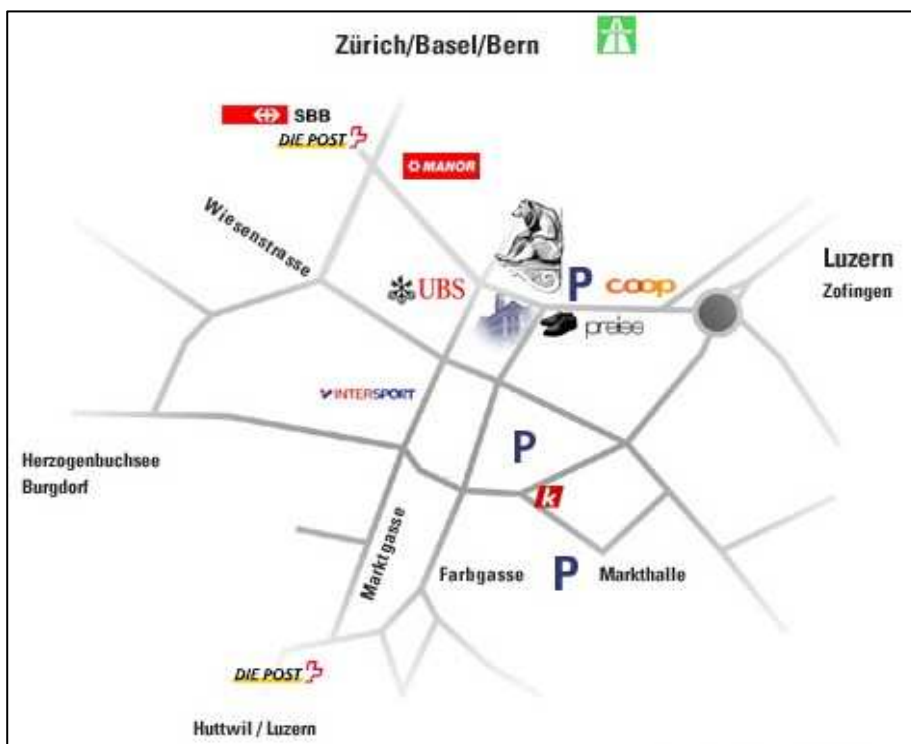 Zürich/Basel/Bern
SBB
DIE POST
MANOR
Wiesenstrasse
UBS
P coop
Luzern
Zofingen
preiss
INTERSPORT
Herzogenbuchsee
Burgdorf
P
k
Marktgasse
Farbgasse
P
Markthalle
DIE POST
Huttwil / Luzern